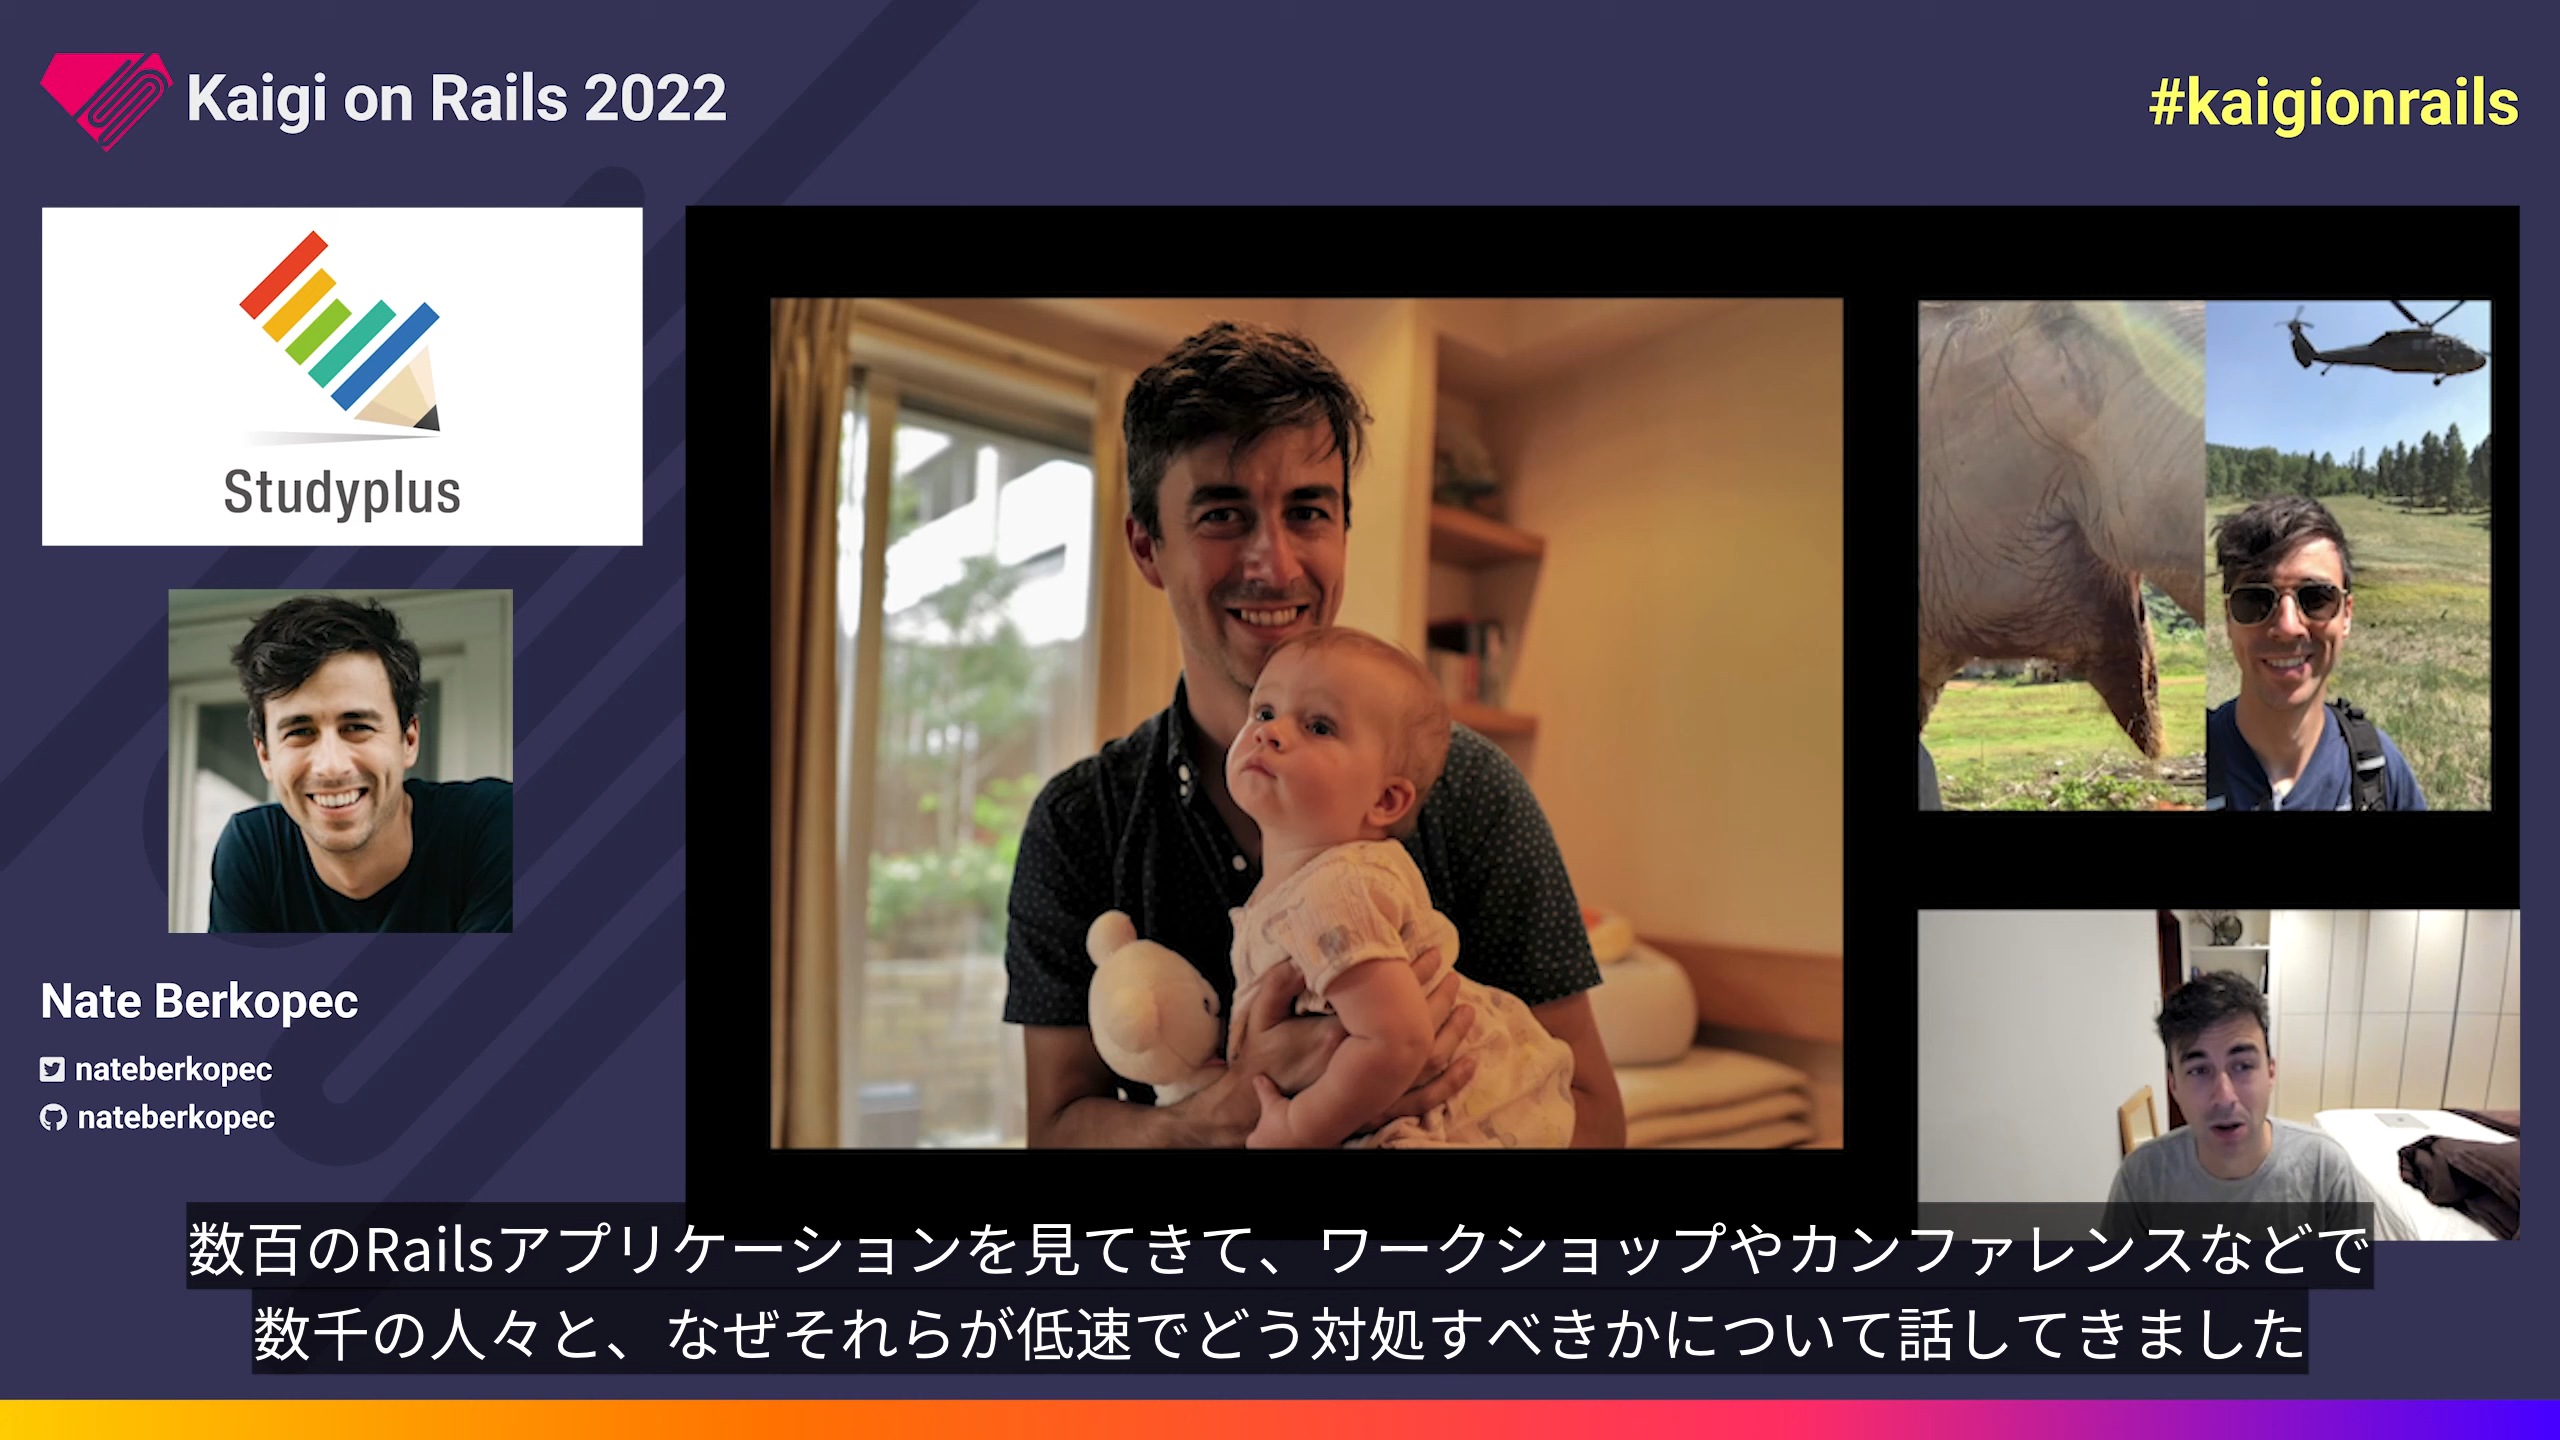 Kaigi on Rails 2022
#kaigionrails
Studyplus
Nate Berkopec
nateberkopec
nateberkopec
数百のRailsアプリケーションを見てきて、ワークショップやカンファレンスなどで
数千の人々と、なぜそれらが低速でどう対処すべきかについて話してきました